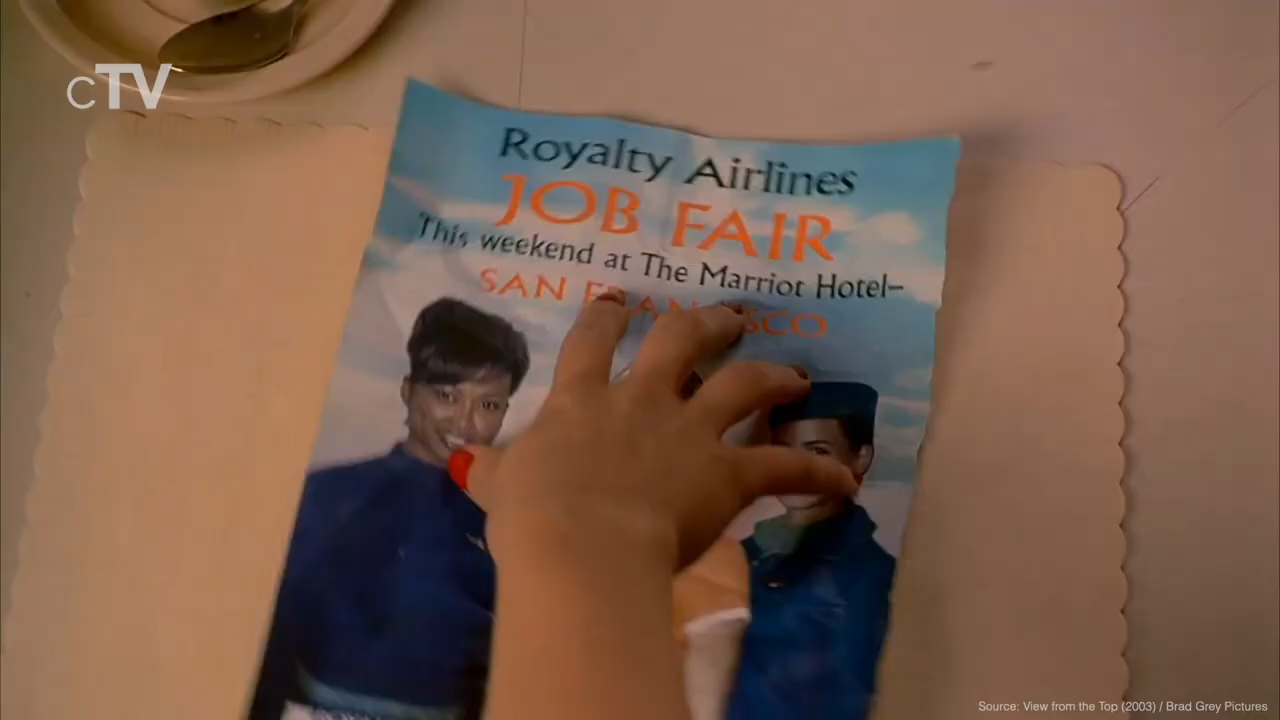 cTV
Royalty Airlines
JOB FAIR
This weekend at The Marriot Hotel–
SAN FRANCISCO
Source: View from the Top (2003) / Brad Grey Pictures